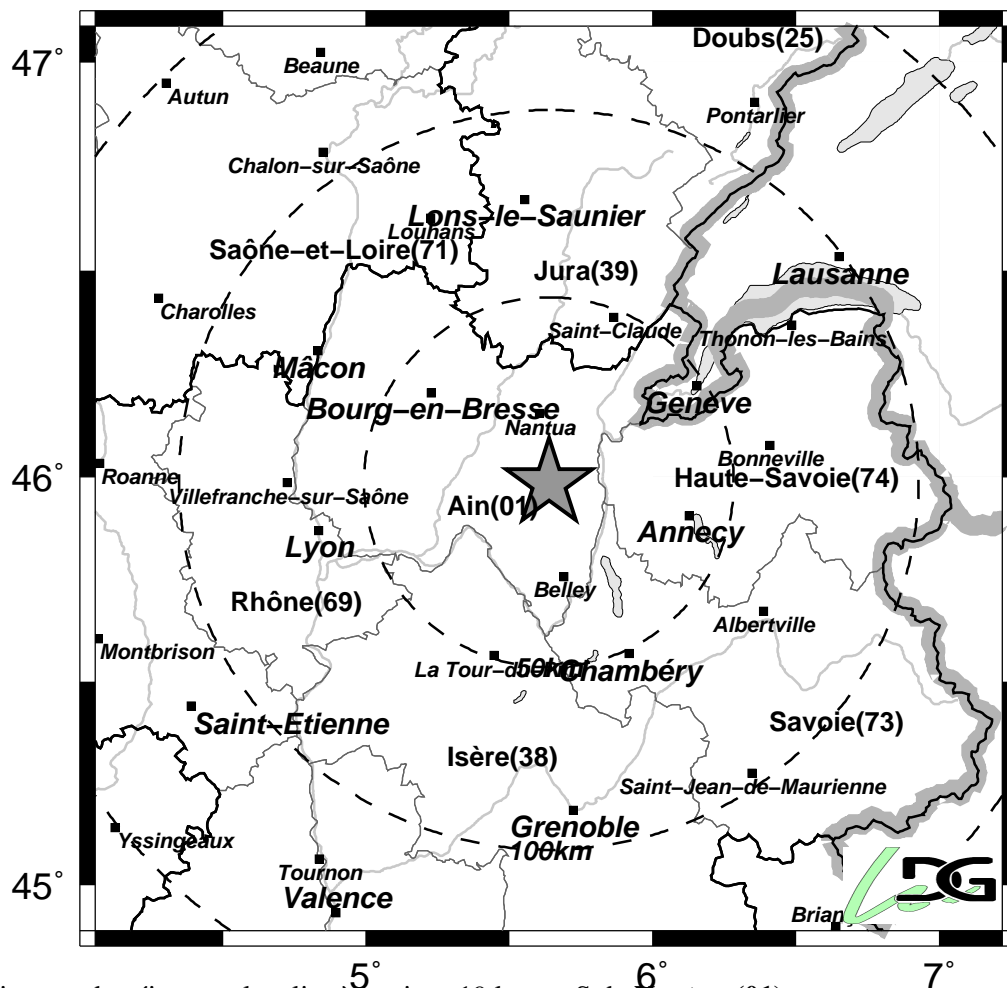 Doubs(25)
47°
Beaune
Autun
Pontarlier
Chalon–sur–Saône
Lons–le–Saunier
Louhans
Saône–et–Loire(71)
Jura(39)
Lausanne
Charolles
Saint–Claude
Thonon–les–Bains
Mâcon
Bourg–en–Bresse
Genève
Nantua
Bonneville
46°
Roanne
Haute–Savoie(74)
Villefranche–sur–Saône
Ain(01)
Annecy
Lyon
Belley
Rhône(69)
Albertville
Montbrison
50km
Chambéry
Saint–Etienne
Savoie(73)
Isère(38)
Saint–Jean–de–Maurienne
Grenoble
100km
Yssingeaux
Tournon
45°
Valence
DG
5°
6°
7°